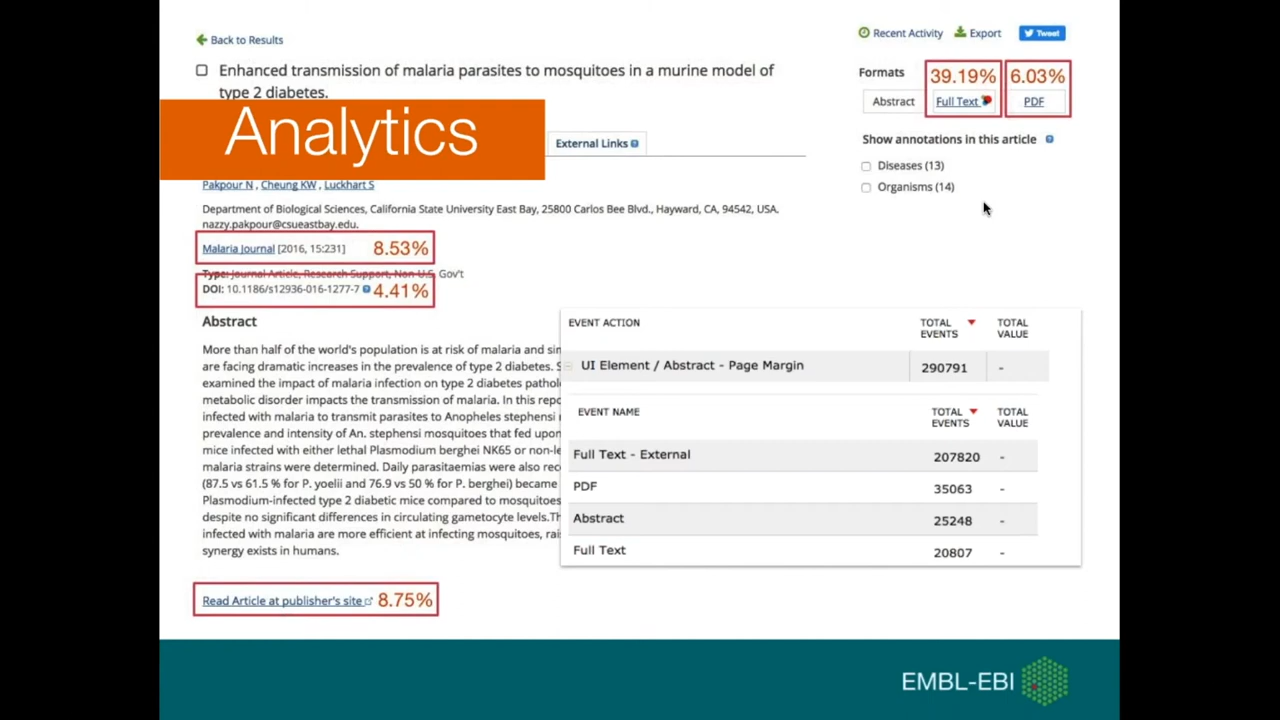 Back to Results
Recent Activity
Export
Tweet
Enhanced transmission of malaria parasites to mosquitoes in a murine model of
type 2 diabetes.
Formats
39.19%
6.03%
Abstract
Full Text
PDF
Analytics
External Links
Show annotations in this article
Diseases (13)
Organisms (14)
Pakpour N , Cheung KW , Luckhart S
Department of Biological Sciences, California State University East Bay, 25800 Carlos Bee Blvd., Hayward, CA, 94542, USA.
nazzy.pakpour@csueastbay.edu.
Malaria Journal [2016, 15:231] 8.53%
Type: Journal Article, Research Support, Non-U.S. Gov't
DOI: 10.1186/s12936-016-1277-7 4.41%
Abstract
More than half of the world's population is at risk of malaria and
are facing dramatic increases in the prevalence of type 2 diabetes.
examined the impact of malaria infection on type 2 diabetes
metabolic disorder impacts the transmission of malaria. In this
infected with malaria to transmit parasites to Anopheles stephensi
prevalence and intensity of An. stephensi mosquitoes that fed upon
mice infected with either lethal Plasmodium berghei NK65 or
malaria strains were determined. Daily parasitaemias were also
(87.5 vs 61.5 % for P. yoelii and 76.9 vs 50 % for P. berghei) became
Plasmodium-infected type 2 diabetic mice compared to mosquitoes
despite no significant differences in circulating gametocyte levels.
infected with malaria are more efficient at infecting mosquitoes,
synergy exists in humans.
EVENT ACTION TOTAL EVENTS TOTAL VALUE
UI Element / Abstract - Page Margin 290791 -
EVENT NAME TOTAL EVENTS TOTAL VALUE
Full Text - External 207820 -
PDF 35063 -
Abstract 25248 -
Full Text 20807 -
Read Article at publisher's site 8.75%
EMBL-EBI